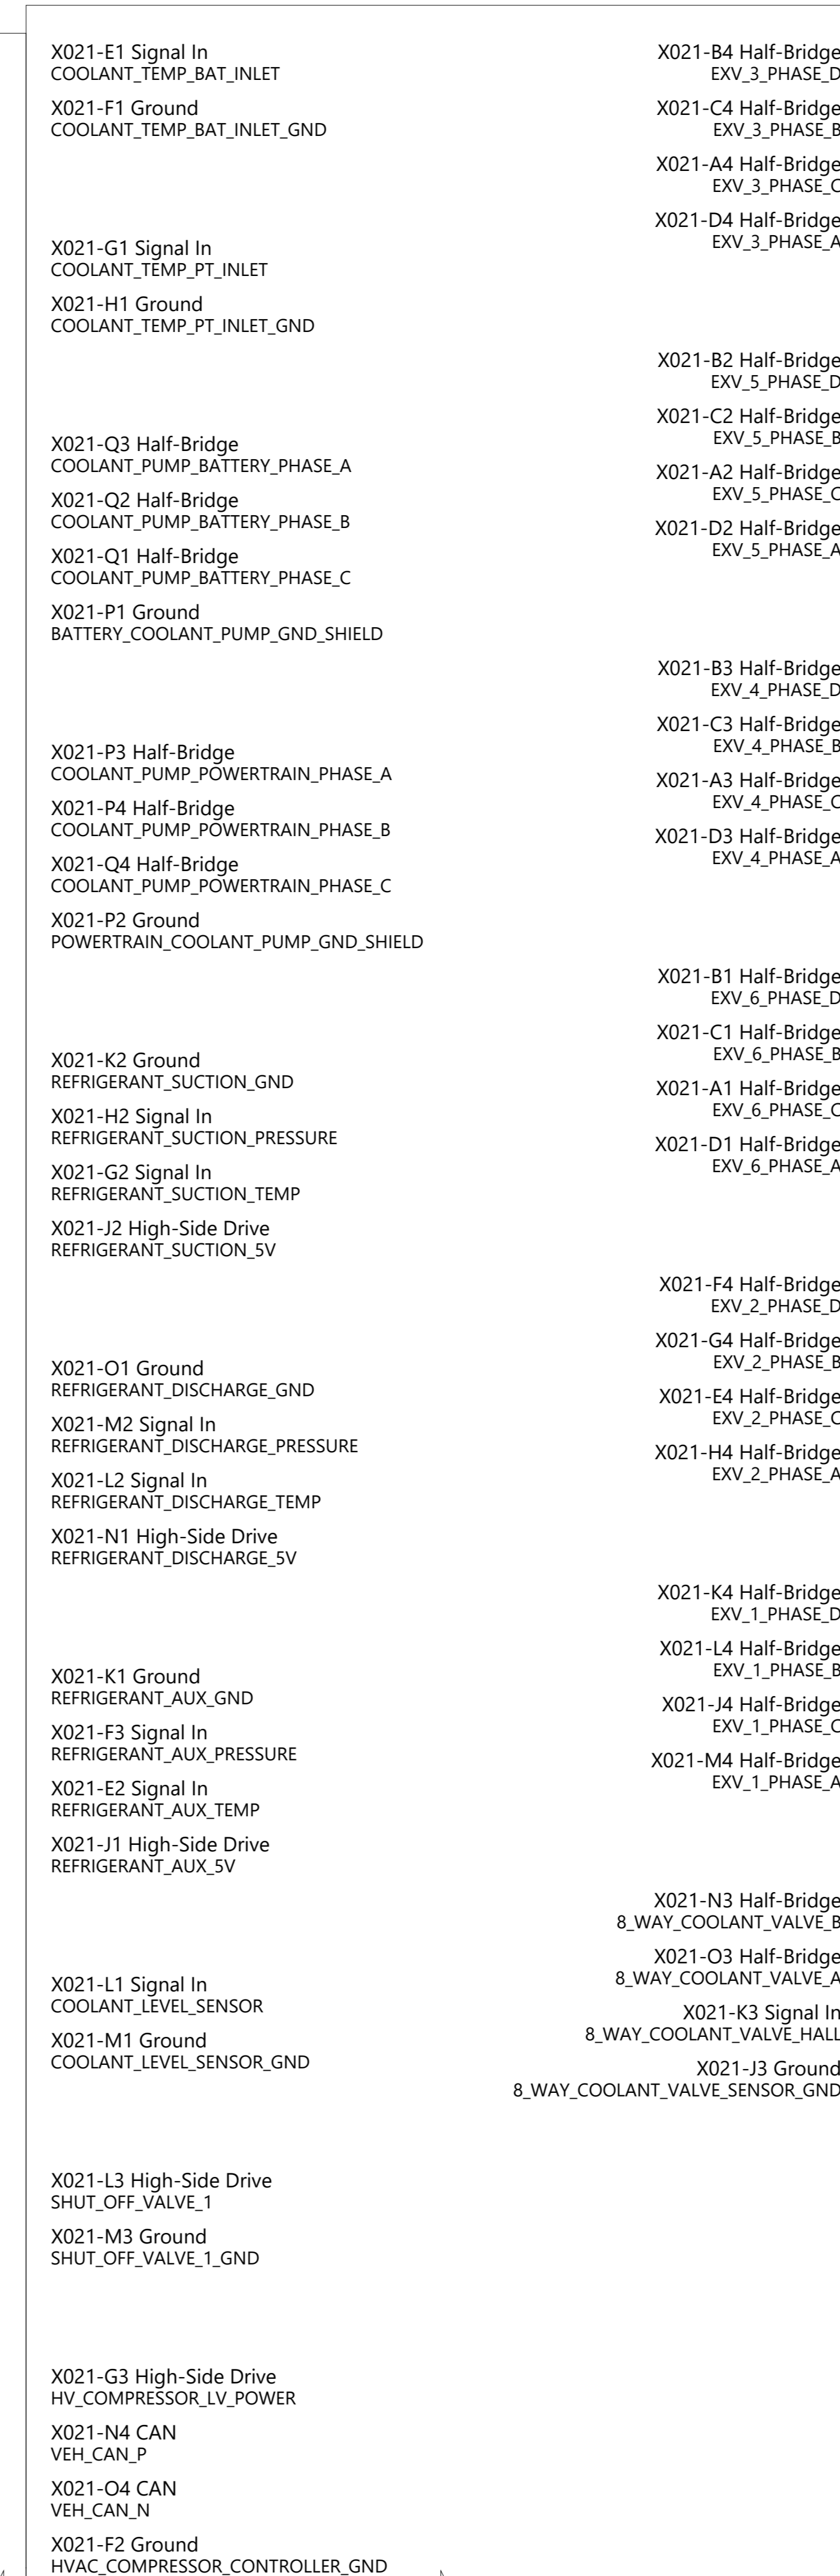 X021-E1 Signal In
COOLANT_TEMP_BAT_INLET
X021-F1 Ground
COOLANT_TEMP_BAT_INLET_GND
X021-G1 Signal In
COOLANT_TEMP_PT_INLET
X021-H1 Ground
COOLANT_TEMP_PT_INLET_GND
X021-Q3 Half-Bridge
COOLANT_PUMP_BATTERY_PHASE_A
X021-Q2 Half-Bridge
COOLANT_PUMP_BATTERY_PHASE_B
X021-Q1 Half-Bridge
COOLANT_PUMP_BATTERY_PHASE_C
X021-P1 Ground
BATTERY_COOLANT_PUMP_GND_SHIELD
X021-P3 Half-Bridge
COOLANT_PUMP_POWERTRAIN_PHASE_A
X021-P4 Half-Bridge
COOLANT_PUMP_POWERTRAIN_PHASE_B
X021-Q4 Half-Bridge
COOLANT_PUMP_POWERTRAIN_PHASE_C
X021-P2 Ground
POWERTRAIN_COOLANT_PUMP_GND_SHIELD
X021-K2 Ground
REFRIGERANT_SUCTION_GND
X021-H2 Signal In
REFRIGERANT_SUCTION_PRESSURE
X021-G2 Signal In
REFRIGERANT_SUCTION_TEMP
X021-J2 High-Side Drive
REFRIGERANT_SUCTION_5V
X021-O1 Ground
REFRIGERANT_DISCHARGE_GND
X021-M2 Signal In
REFRIGERANT_DISCHARGE_PRESSURE
X021-L2 Signal In
REFRIGERANT_DISCHARGE_TEMP
X021-N1 High-Side Drive
REFRIGERANT_DISCHARGE_5V
X021-K1 Ground
REFRIGERANT_AUX_GND
X021-F3 Signal In
REFRIGERANT_AUX_PRESSURE
X021-E2 Signal In
REFRIGERANT_AUX_TEMP
X021-J1 High-Side Drive
REFRIGERANT_AUX_5V
X021-L1 Signal In
COOLANT_LEVEL_SENSOR
X021-M1 Ground
COOLANT_LEVEL_SENSOR_GND
X021-L3 High-Side Drive
SHUT_OFF_VALVE_1
X021-M3 Ground
SHUT_OFF_VALVE_1_GND
X021-G3 High-Side Drive
HV_COMPRESSOR_LV_POWER
X021-N4 CAN
VEH_CAN_P
X021-O4 CAN
VEH_CAN_N
X021-F2 Ground
HVAC_COMPRESSOR_CONTROLLER_GND
X021-B4 Half-Bridge
EXV_3_PHASE_D
X021-C4 Half-Bridge
EXV_3_PHASE_B
X021-A4 Half-Bridge
EXV_3_PHASE_C
X021-D4 Half-Bridge
EXV_3_PHASE_A
X021-B2 Half-Bridge
EXV_5_PHASE_D
X021-C2 Half-Bridge
EXV_5_PHASE_B
X021-A2 Half-Bridge
EXV_5_PHASE_C
X021-D2 Half-Bridge
EXV_5_PHASE_A
X021-B3 Half-Bridge
EXV_4_PHASE_D
X021-C3 Half-Bridge
EXV_4_PHASE_B
X021-A3 Half-Bridge
EXV_4_PHASE_C
X021-D3 Half-Bridge
EXV_4_PHASE_A
X021-B1 Half-Bridge
EXV_6_PHASE_D
X021-C1 Half-Bridge
EXV_6_PHASE_B
X021-A1 Half-Bridge
EXV_6_PHASE_C
X021-D1 Half-Bridge
EXV_6_PHASE_A
X021-F4 Half-Bridge
EXV_2_PHASE_D
X021-G4 Half-Bridge
EXV_2_PHASE_B
X021-E4 Half-Bridge
EXV_2_PHASE_C
X021-H4 Half-Bridge
EXV_2_PHASE_A
X021-K4 Half-Bridge
EXV_1_PHASE_D
X021-L4 Half-Bridge
EXV_1_PHASE_B
X021-J4 Half-Bridge
EXV_1_PHASE_C
X021-M4 Half-Bridge
EXV_1_PHASE_A
X021-N3 Half-Bridge
8_WAY_COOLANT_VALVE_B
X021-O3 Half-Bridge
8_WAY_COOLANT_VALVE_A
X021-K3 Signal In
8_WAY_COOLANT_VALVE_HALL
X021-J3 Ground
8_WAY_COOLANT_VALVE_SENSOR_GND